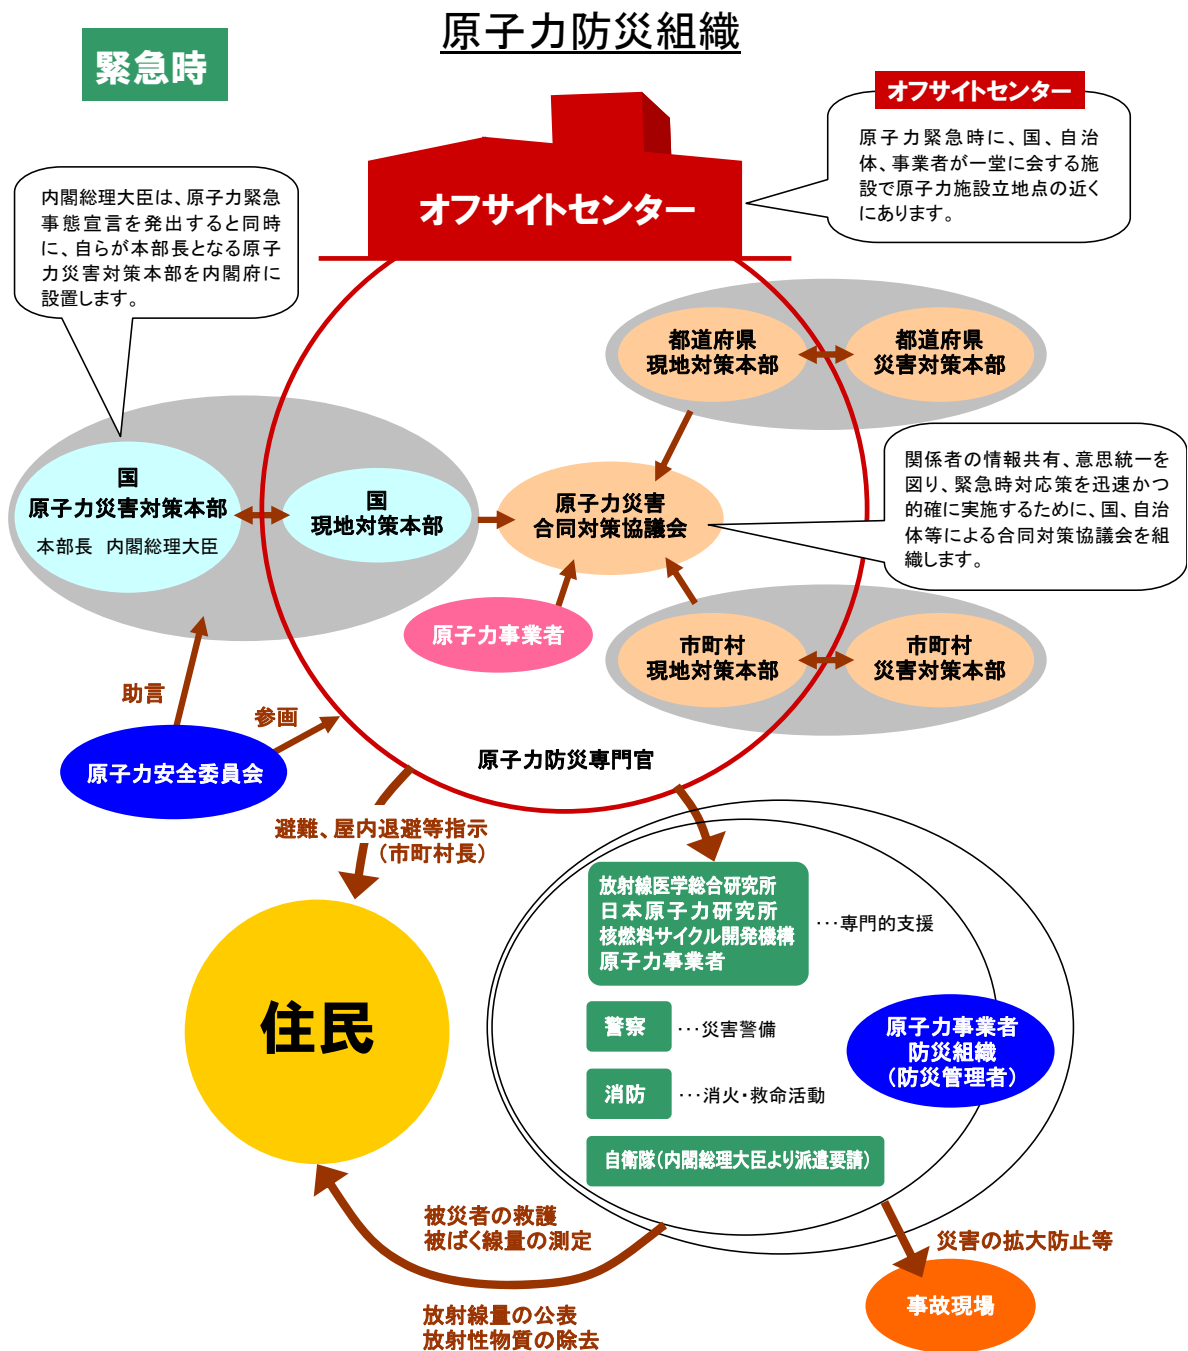 原子力防災組織
緊急時
オフサイトセンター
原子力緊急時に、国、自治
体、事業者が一堂に会する施
設で原子力施設立地点の近く
にあります。
オフサイトセンター
内閣総理大臣は、原子力緊急
事態宣言を発出すると同時
に、自らが本部長となる原子
力災害対策本部を内閣府に
設置します。
都道府県
現地対策本部
都道府県
災害対策本部
関係者の情報共有、意思統一を
図り、緊急時対応策を迅速かつ
的確に実施するために、国、自治
体等による合同対策協議会を組
織します。
国
原子力災害対策本部
本部長　内閣総理大臣
国
現地対策本部
原子力災害
合同対策協議会
原子力事業者
市町村
現地対策本部
市町村
災害対策本部
助言
参画
原子力安全委員会
原子力防災専門官
避難、屋内退避等指示
（市町村長）
放射線医学総合研究所
日本原子力研究所
核燃料サイクル開発機構
原子力事業者
…専門的支援
住民
警察
…災害警備
原子力事業者
防災組織
（防災管理者）
消防
…消火・救命活動
自衛隊（内閣総理大臣より派遣要請）
被災者の救護
被ばく線量の測定
災害の拡大防止等
事故現場
放射線量の公表
放射性物質の除去